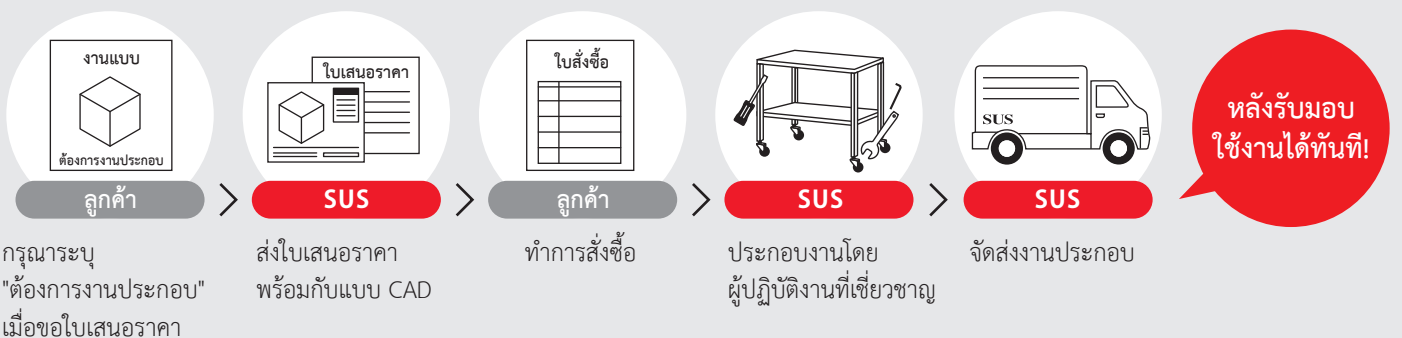 งานแบบ
ต้องการงานประกอบ
ลูกค้า
กรุณาระบุ
"ต้องการงานประกอบ"
เมื่อขอใบเสนอราคา
ใบเสนอราคา
SUS
ส่งใบเสนอราคา
พร้อมกับแบบ CAD
ใบสั่งซื้อ
ลูกค้า
ทำการสั่งซื้อ
SUS
ประกอบงานโดย
ผู้ปฏิบัติงานที่เชี่ยวชาญ
SUS
SUS
จัดส่งงานประกอบ
หลังรับมอบ
ใช้งานได้ทันที!